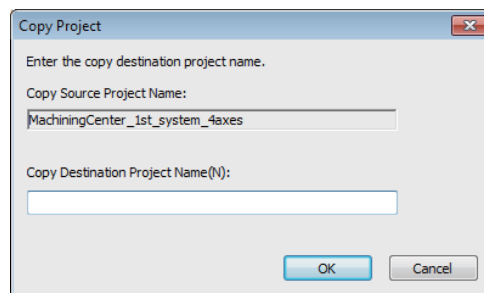 Copy Project
Enter the copy destination project name.
Copy Source Project Name:
MachiningCenter_1st_system_4axes
Copy Destination Project Name(N):
OK Cancel